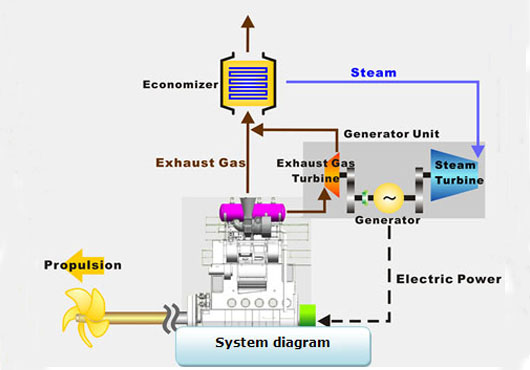 Economizer
Steam
Generator Unit
Exhaust Gas
Exhaust Gas
Turbine
Steam
Turbine
~
Generator
Propulsion
Electric Power
System diagram